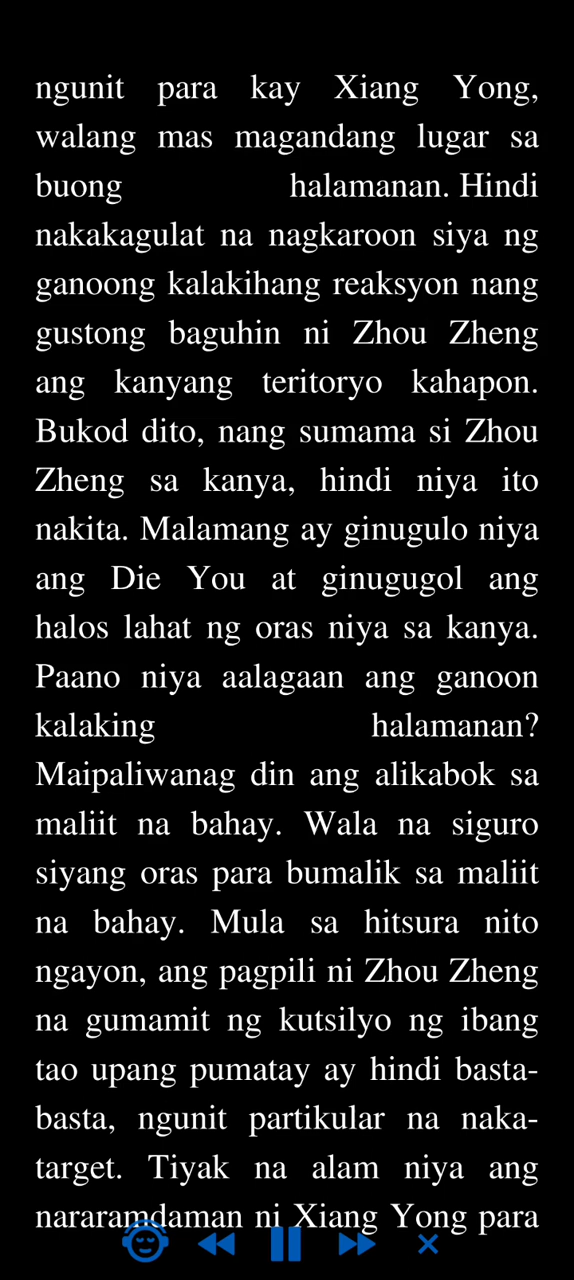 ngunit para kay Xiang Yong,
walang mas magandang lugar sa
buong halamanan. Hindi
nakakagulat na nagkaroon siya ng
ganoong kalakihang reaksyon nang
gustong baguhin ni Zhou Zheng
ang kanyang teritoryo kahapon.
Bukod dito, nang sumama si Zhou
Zheng sa kanya, hindi niya ito
nakita. Malamang ay ginugulo niya
ang Die You at ginugugol ang
halos lahat ng oras niya sa kanya.
Paano niya aalagaan ang ganoon
kalaking halamanan?
Maipaliwanag din ang alikabok sa
maliit na bahay. Wala na siguro
siyang oras para bumalik sa maliit
na bahay. Mula sa hitsura nito
ngayon, ang pagpili ni Zhou Zheng
na gumamit ng kutsilyo ng ibang
tao upang pumatay ay hindi basta-
basta, ngunit partikular na naka-
target. Tiyak na alam niya ang
nararamdaman ni Xiang Yong para